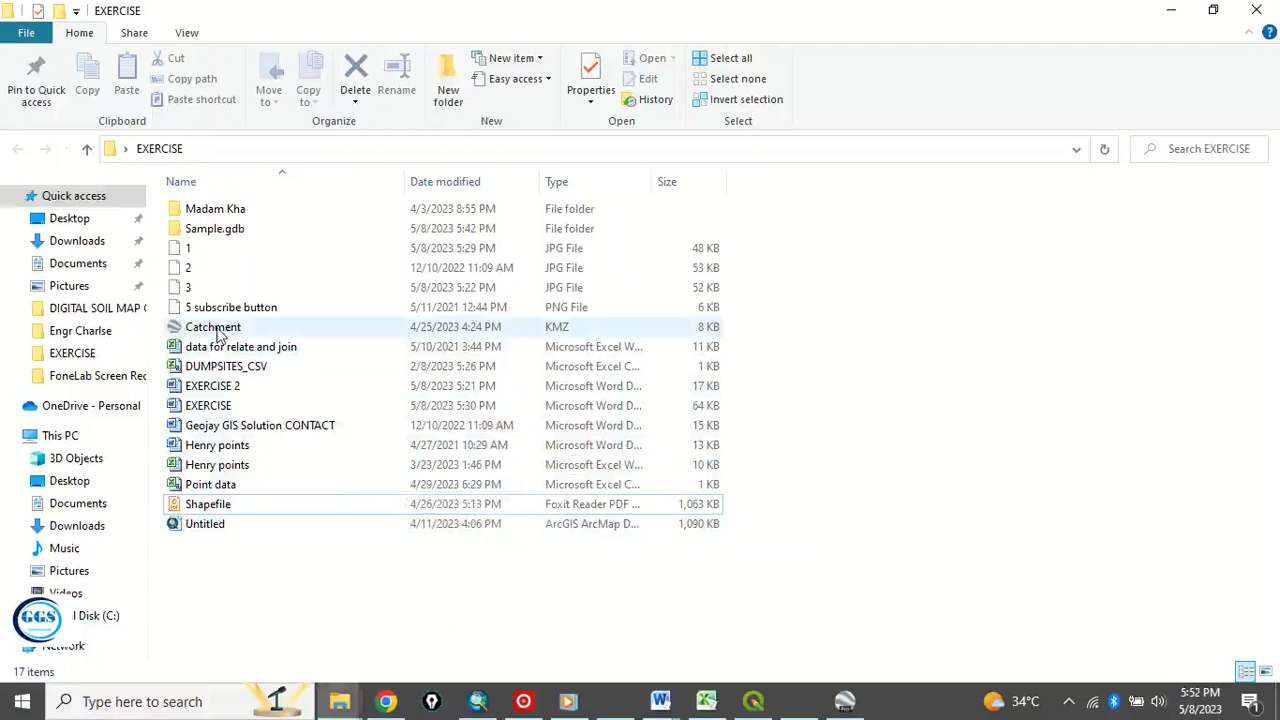 EXERCISE
File Home Share View
Pin to Quick access
Copy
Paste
Cut
Copy path
Paste shortcut
Move to
Copy to
Delete
Rename
New folder
New item
Easy access
Properties
Open
Edit
History
Select all
Select none
Invert selection
Clipboard Organize New Open Select
EXERCISE
Search EXERCISE
Name Date modified Type Size
Madam Kha 4/3/2023 8:55 PM File folder
Sample.gdb 5/8/2023 5:42 PM File folder
1 5/8/2023 5:29 PM JPG File 48 KB
2 12/10/2022 11:09 AM JPG File 53 KB
3 5/8/2023 5:22 PM JPG File 52 KB
5 subscribe button 5/11/2021 12:44 PM PNG File 6 KB
Catchment 4/25/2023 4:24 PM KMZ 8 KB
data for relate and join 5/10/2021 3:44 PM Microsoft Excel W... 11 KB
DUMPSITES_CSV 2/8/2023 5:26 PM Microsoft Excel C... 1 KB
EXERCISE 2 5/8/2023 5:21 PM Microsoft Word D... 17 KB
EXERCISE 5/8/2023 5:30 PM Microsoft Word D... 64 KB
Geojay GIS Solution CONTACT 12/10/2022 11:09 AM Microsoft Word D... 15 KB
Henry points 4/27/2021 10:29 AM Microsoft Word D... 13 KB
Henry points 3/23/2023 1:46 PM Microsoft Excel W... 10 KB
Point data 4/29/2023 6:29 PM Microsoft Excel C... 1 KB
Shapefile 4/26/2023 5:13 PM Foxit Reader PDF ... 1,063 KB
Untitled 4/11/2023 4:06 PM ArcGIS ArcMap D... 1,090 KB
Quick access
Desktop
Downloads
Documents
Pictures
DIGITAL SOIL MAP
Engr Charlse
EXERCISE
FoneLab Screen Rec
OneDrive - Personal
This PC
3D Objects
Desktop
Documents
Downloads
Music
Pictures
Videos
l Disk (C:)
GGS
Network
17 items
Type here to search
34°C
5:52 PM
5/8/2023